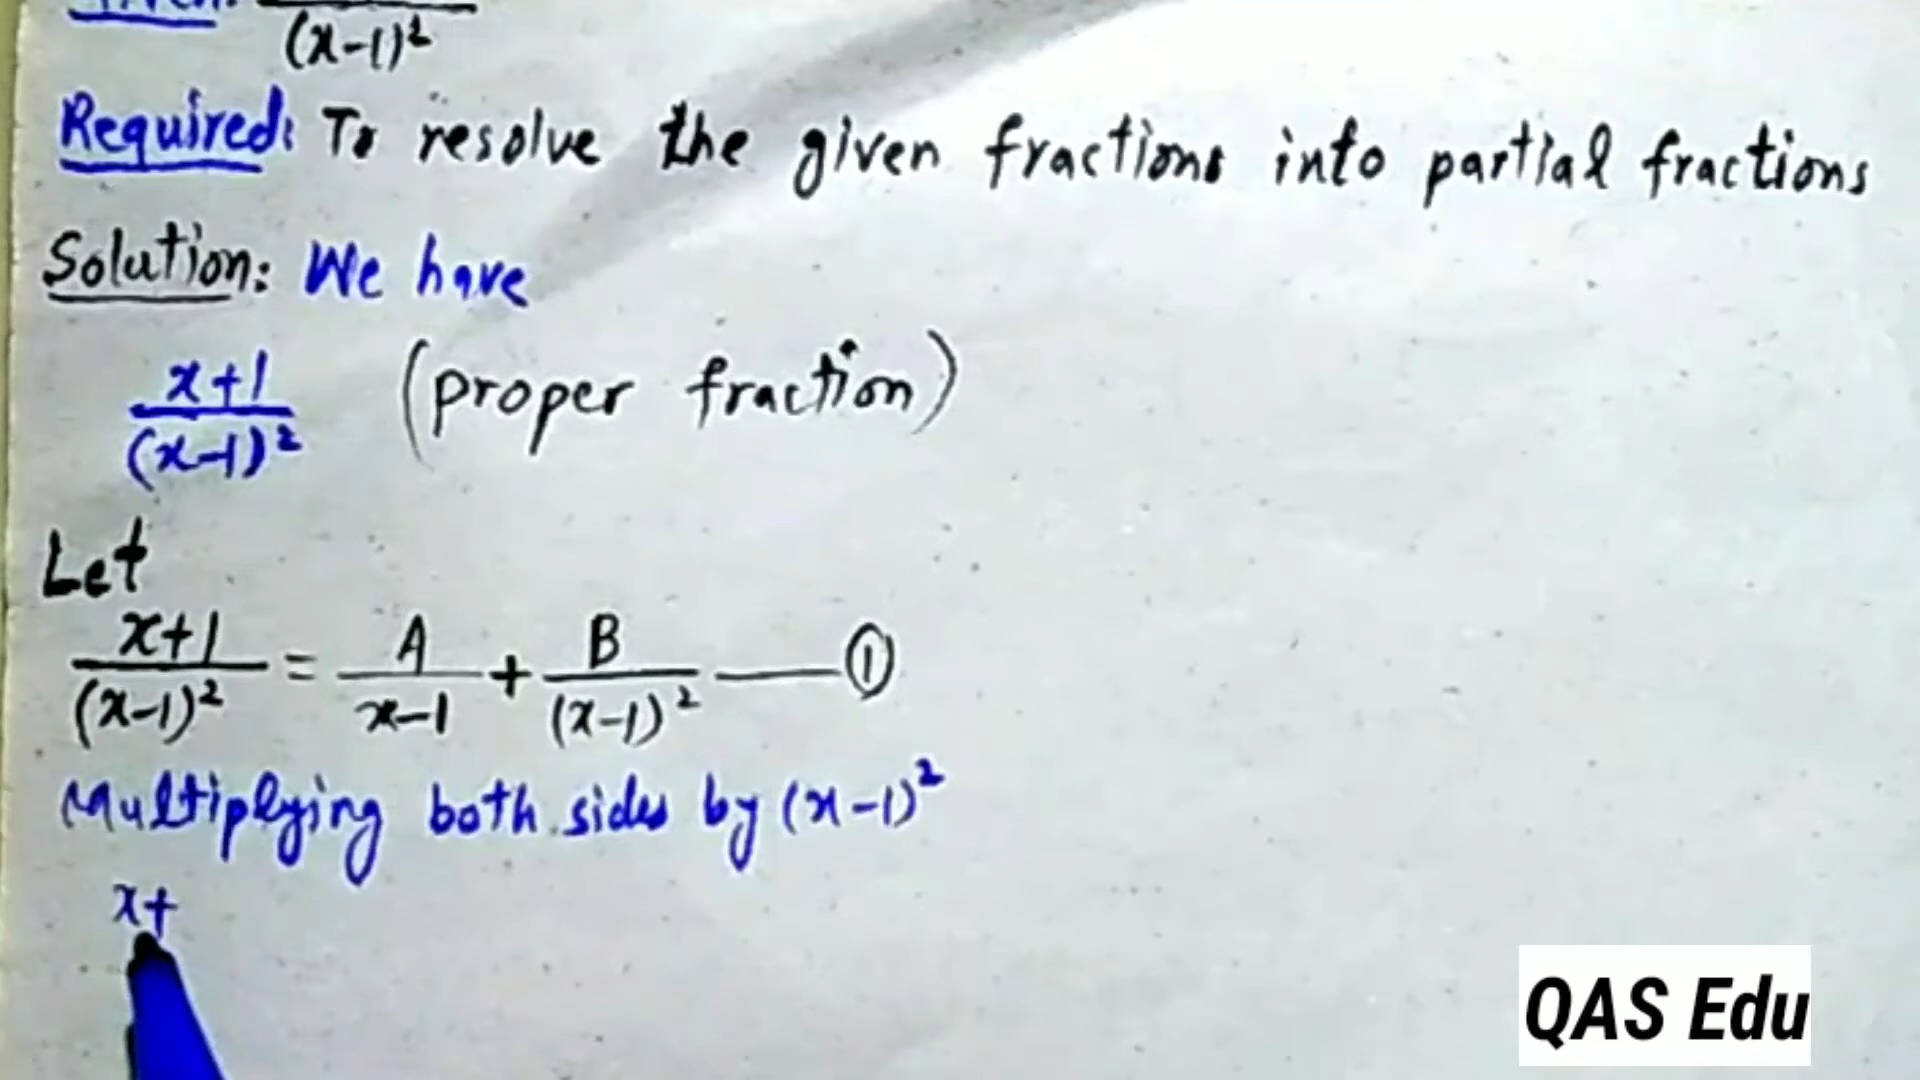 (x-1)²
Required: To resolve the given fractions into partial fractions
Solution: We have
x+1/(x-1)² (proper fraction)
Let
x+1/(x-1)² = A/x-1 + B/(x-1)² —— ①
Multiplying both sides by (x-1)²
x+
QAS Edu